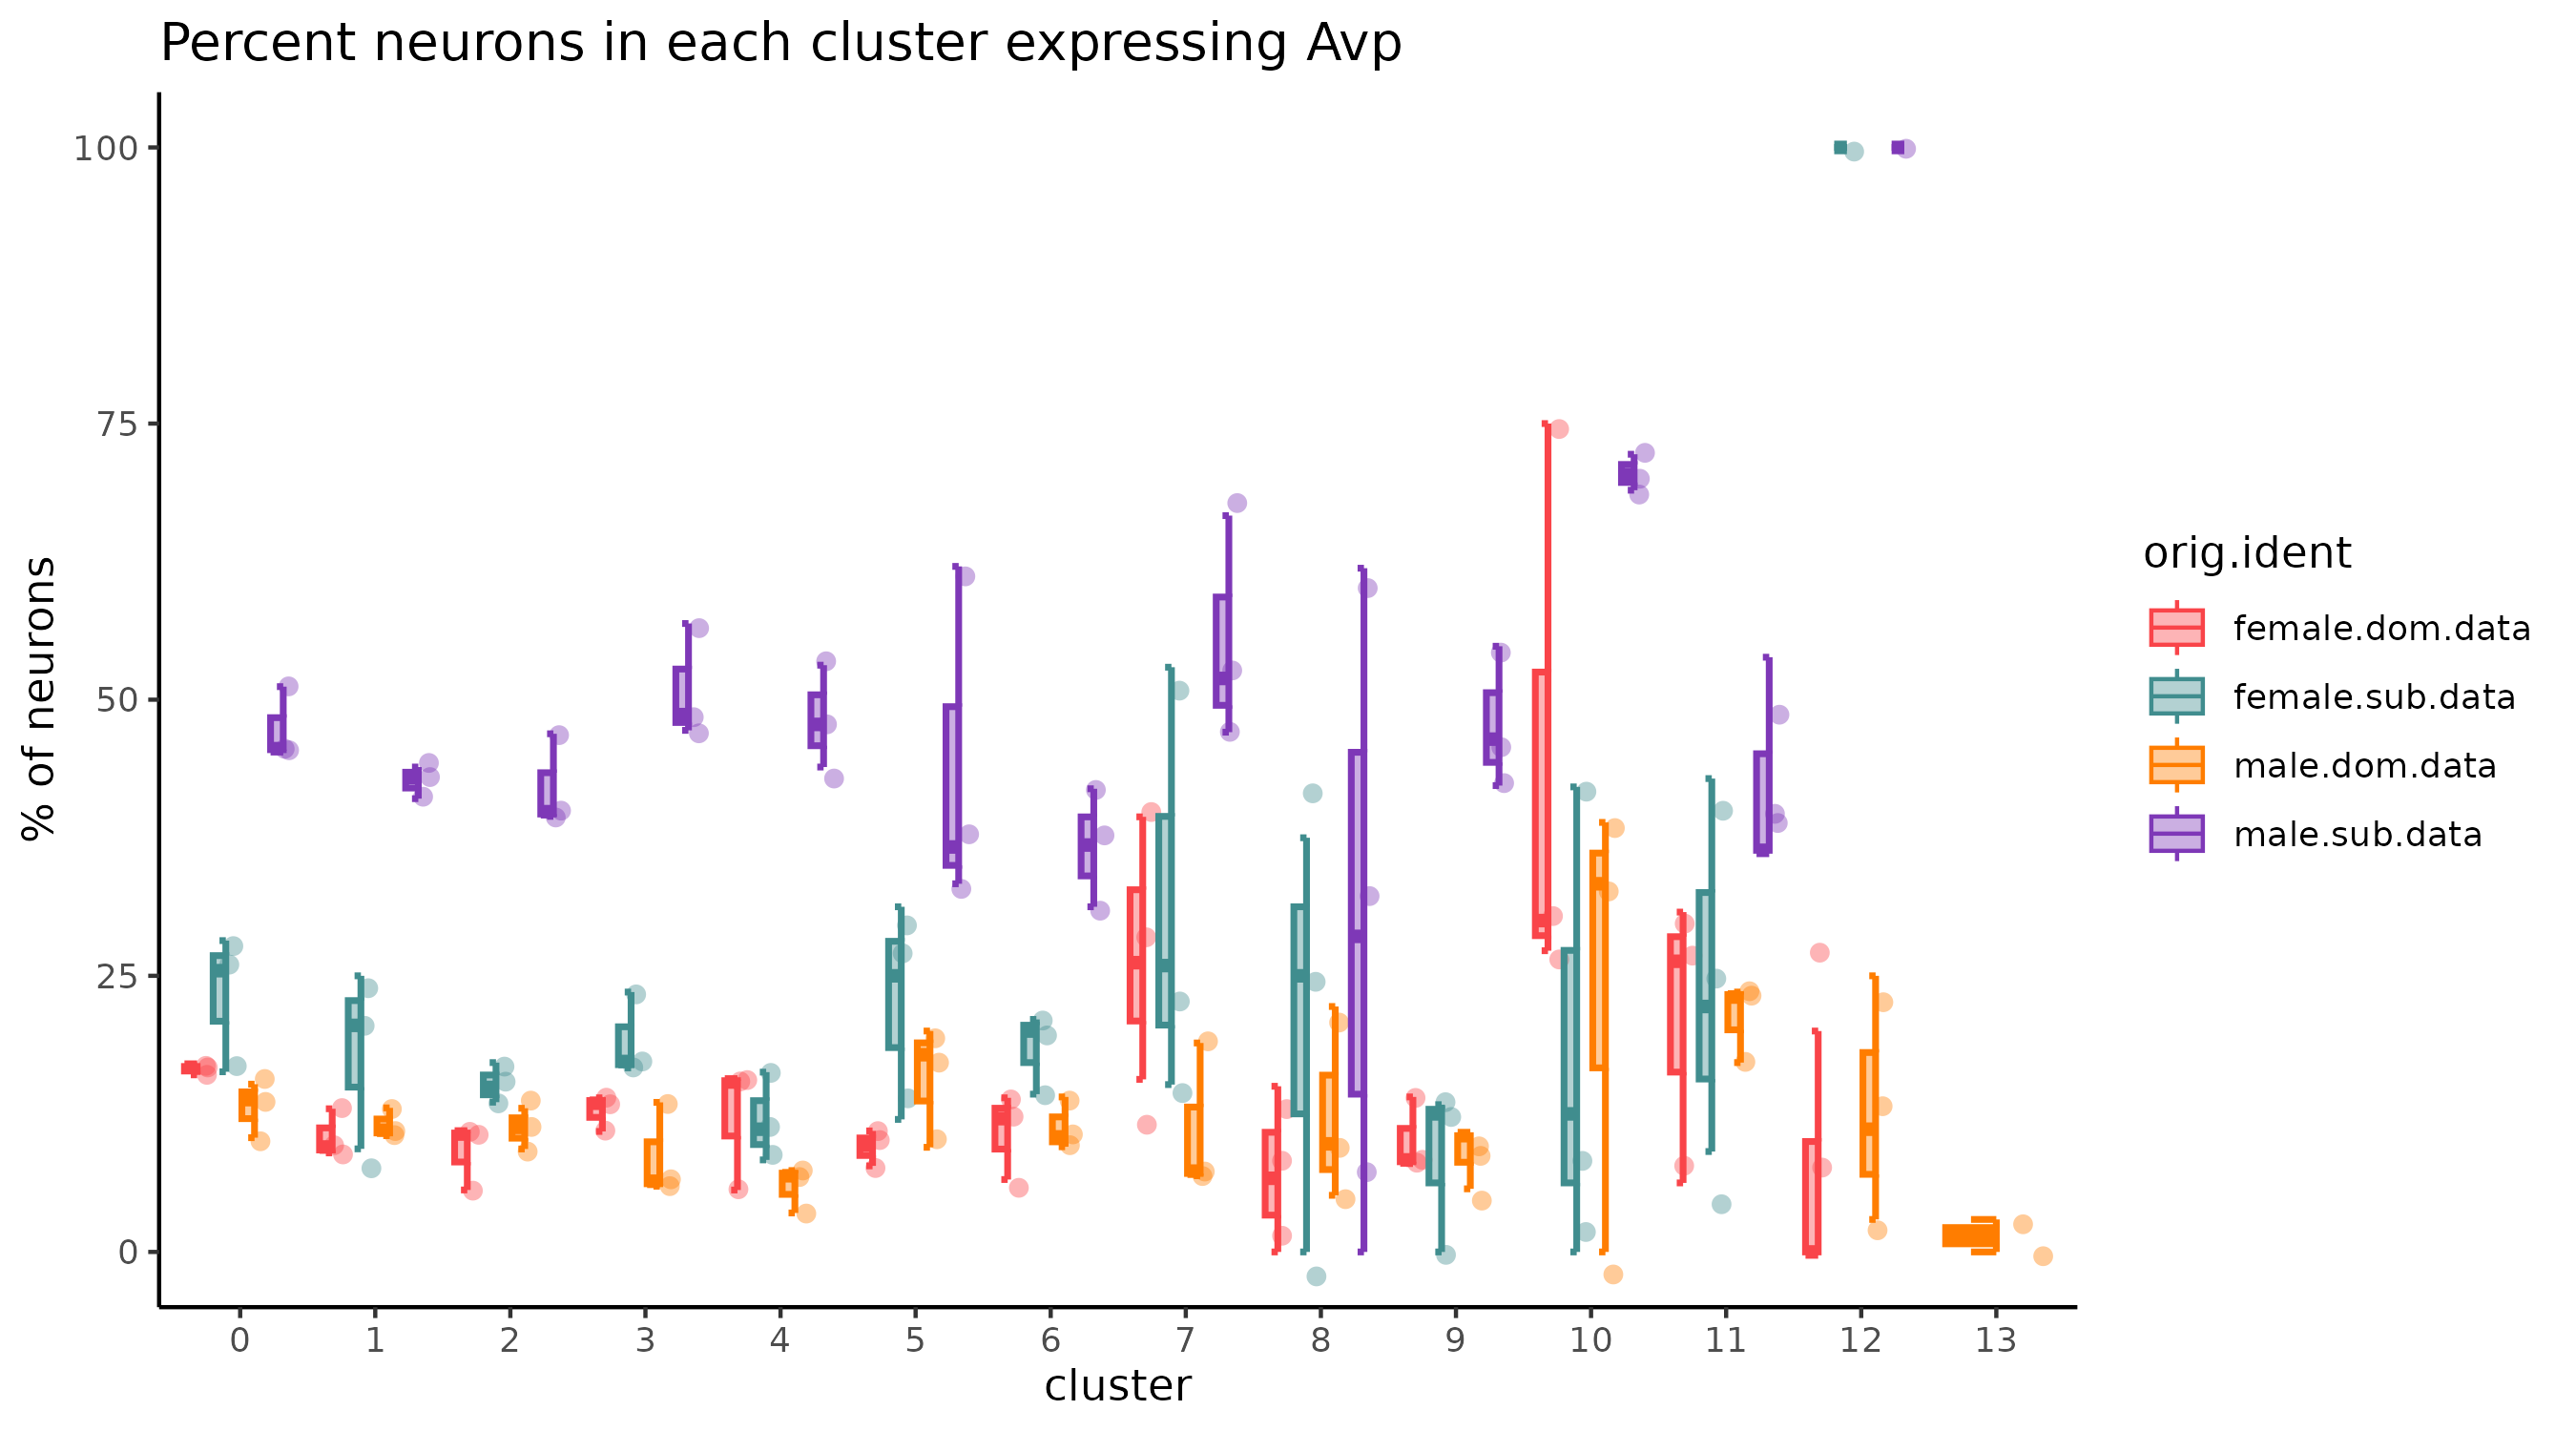 Percent neurons in each cluster expressing Avp
% of neurons
100
75
50
25
0
0 1 2 3 4 5 6 7 8 9 10 11 12 13
cluster
orig.ident
female.dom.data
female.sub.data
male.dom.data
male.sub.data